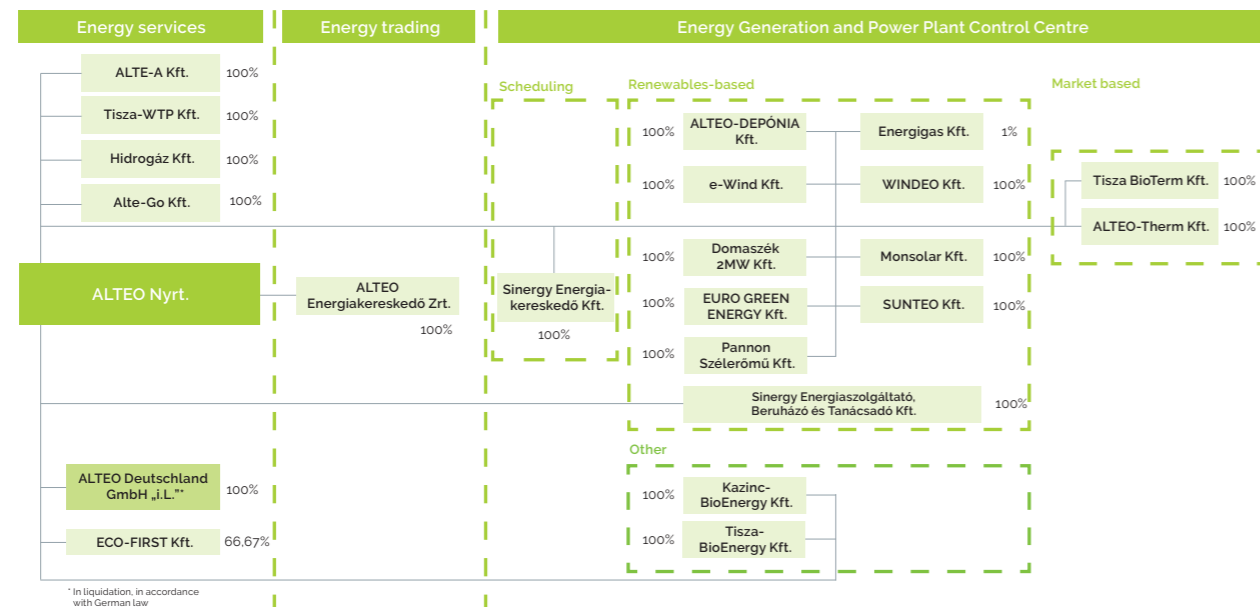 Energy services
Energy trading
Energy Generation and Power Plant Control Centre
ALTE-A Kft.
100%
Tisza-WTP Kft.
100%
Hidrogáz Kft.
100%
Alte-Go Kft.
100%
ALTEO Nyrt.
ALTEO Deutschland
GmbH „i.L.”*
100%
ECO-FIRST Kft.
66,67%
* In liquidation, in accordance
with German law
ALTEO
Energiakereskedő Zrt.
100%
Scheduling
Sinergy Energia-
kereskedő Kft.
100%
Renewables-based
100%
ALTEO-DEPÓNIA
Kft.
Energigas Kft.
1%
100%
e-Wind Kft.
WINDEO Kft.
100%
100%
Domaszék
2MW Kft.
Monsolar Kft.
100%
100%
EURO GREEN
ENERGY Kft.
SUNTEO Kft.
100%
100%
Pannon
Szélerőmű Kft.
Sinergy Energiaszolgáltató,
Beruházó és Tanácsadó Kft.
100%
Other
100%
Kazinc-
BioEnergy Kft.
100%
Tisza-
BioEnergy Kft.
Market based
Tisza BioTerm Kft.
100%
ALTEO-Therm Kft.
100%